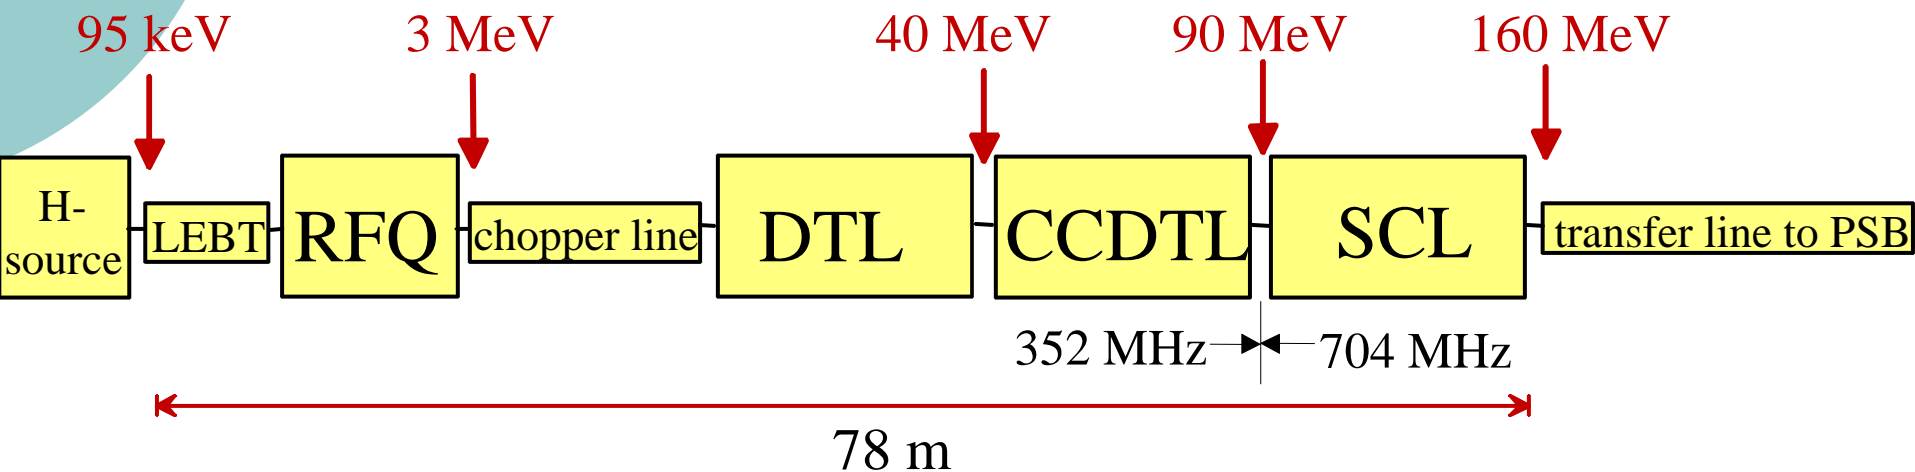 95 keV
3 MeV
40 MeV
90 MeV
160 MeV
H-
source
LEBT
RFQ
chopper line
DTL
CCDTL
SCL
transfer line to PSB
352 MHz
704 MHz
78 m